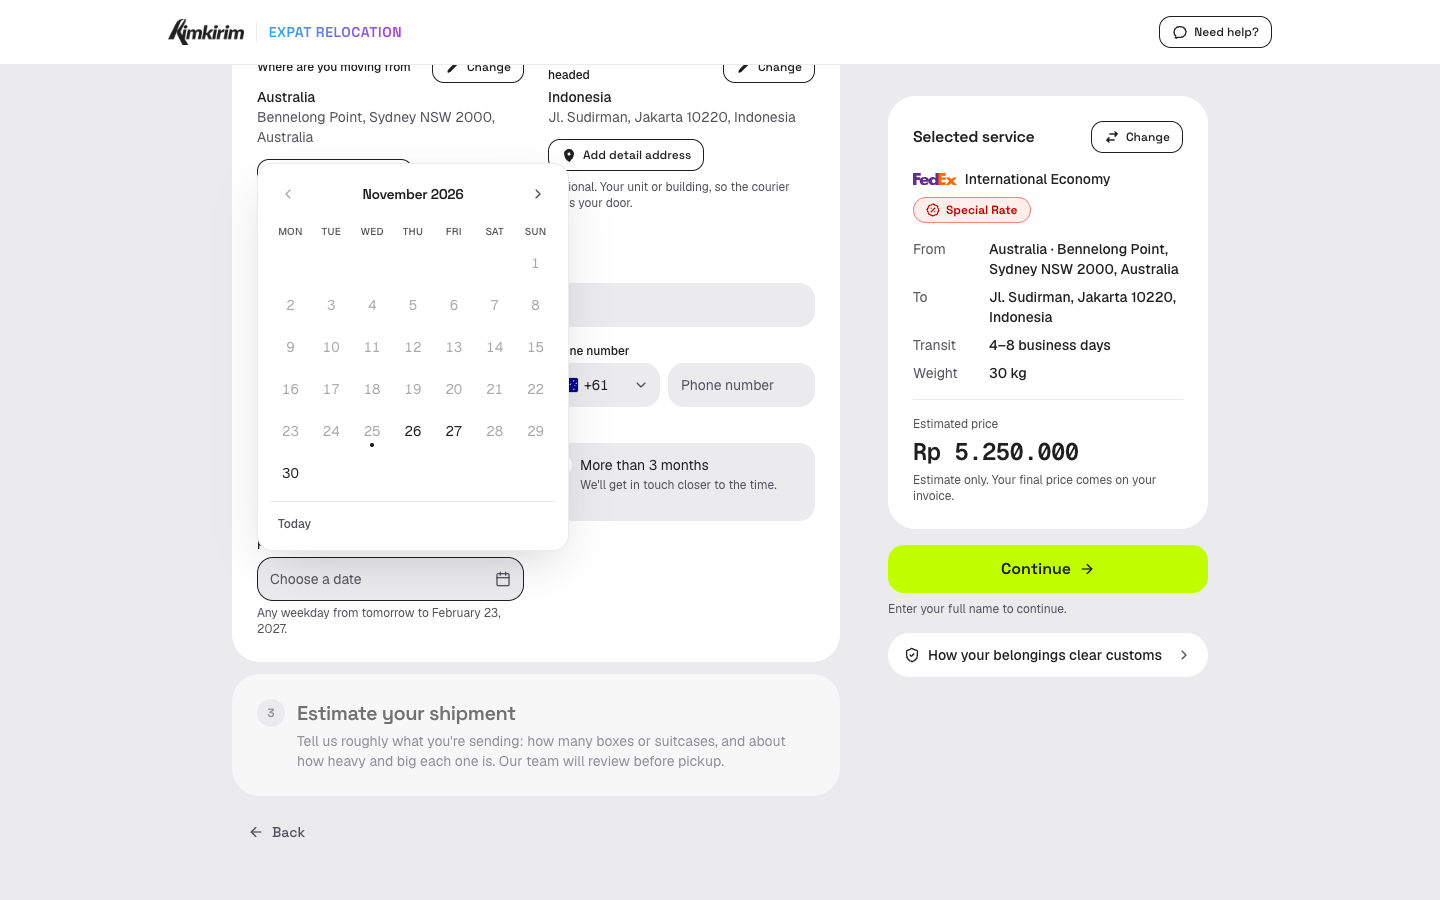 Kimkirim
EXPAT RELOCATION
Need help?
Where are you moving from
Change
Australia
Bennelong Point, Sydney NSW 2000,
Australia
headed
Change
Indonesia
Jl. Sudirman, Jakarta 10220, Indonesia
Add detail address
ional. Your unit or building, so the courier
s your door.
November 2026
MON TUE WED THU FRI SAT SUN
1
2 3 4 5 6 7 8
9 10 11 12 13 14 15
16 17 18 19 20 21 22
23 24 25 26 27 28 29
30
Today
ne number
+61
Phone number
More than 3 months
We'll get in touch closer to the time.
Choose a date
Any weekday from tomorrow to February 23,
2027.
3
Estimate your shipment
Tell us roughly what you're sending: how many boxes or suitcases, and about
how heavy and big each one is. Our team will review before pickup.
Back
Selected service
Change
FedEx International Economy
Special Rate
From
Australia · Bennelong Point,
Sydney NSW 2000, Australia
To
Jl. Sudirman, Jakarta 10220,
Indonesia
Transit
4–8 business days
Weight
30 kg
Estimated price
Rp 5.250.000
Estimate only. Your final price comes on your
invoice.
Continue
Enter your full name to continue.
How your belongings clear customs